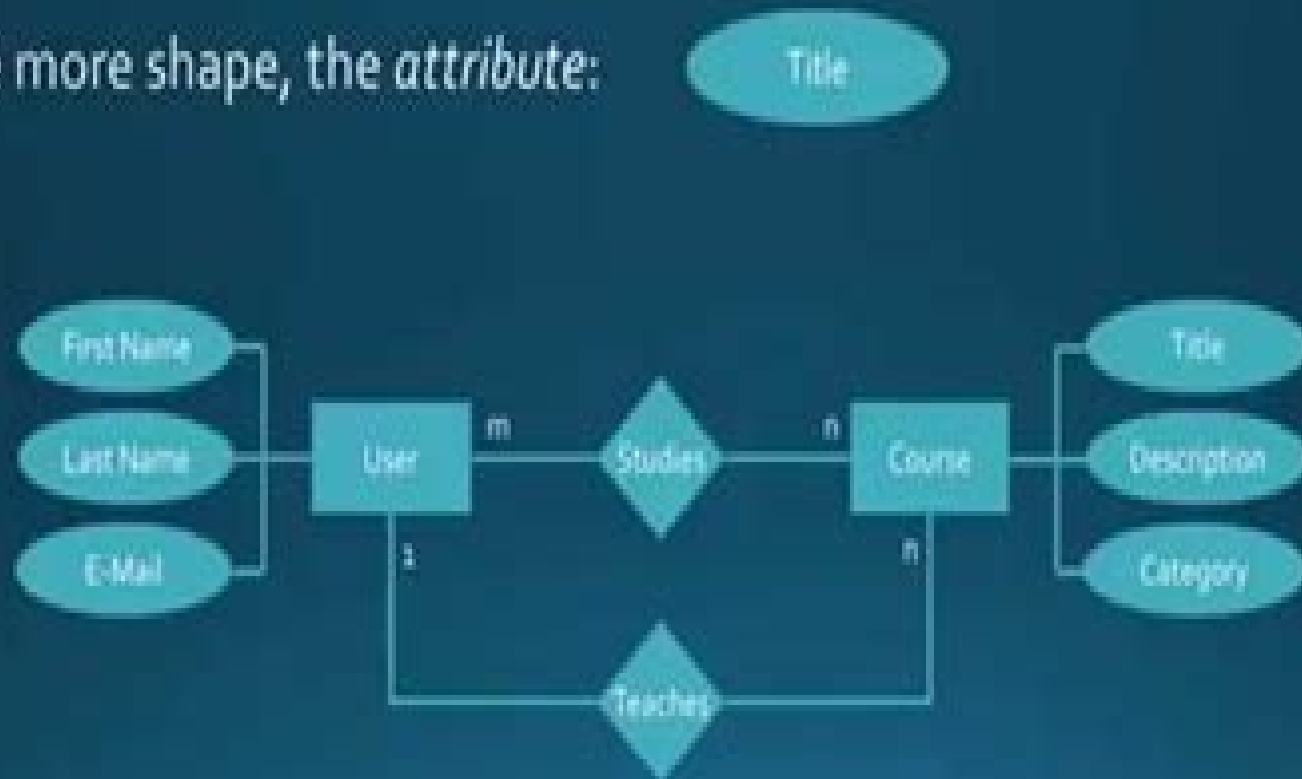 more shape, the attribute:
Title
First Name
Title
User
m
Studies
n
Course
Last Name
Description
1
n
E-Mail
Category
Teaches